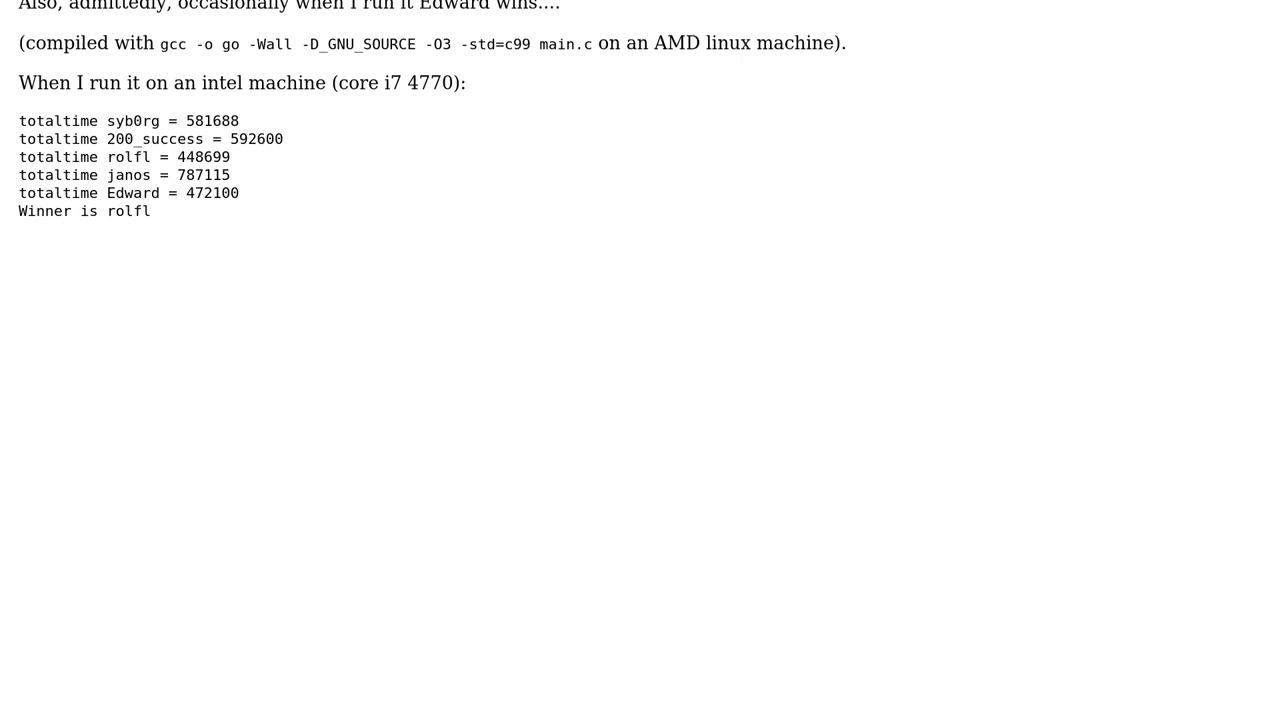 Also, admittedly, occasionally when I run it Edward wins....
(compiled with gcc -o go -Wall -D_GNU_SOURCE -O3 -std=c99 main.c on an AMD linux machine).
When I run it on an intel machine (core i7 4770):
totaltime syb0rg = 581688
totaltime 200_success = 592600
totaltime rolfl = 448699
totaltime janos = 787115
totaltime Edward = 472100
Winner is rolfl